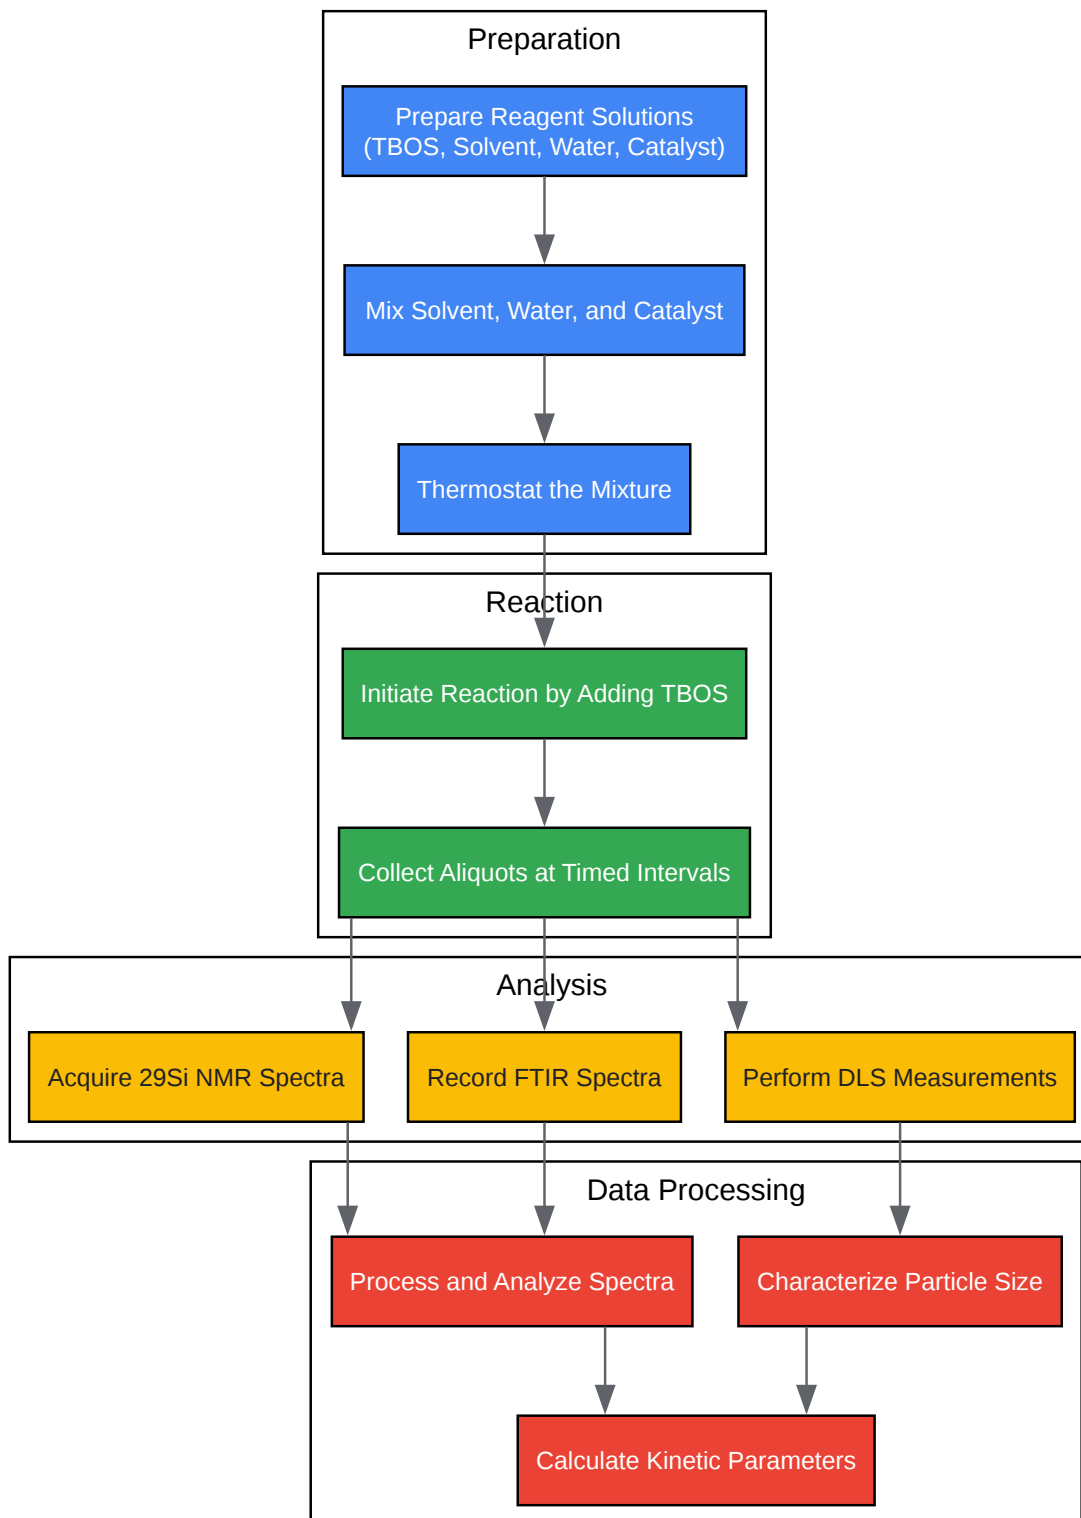 Preparation
Prepare Reagent Solutions
(TBOS, Solvent, Water, Catalyst)
Mix Solvent, Water, and Catalyst
Thermostat the Mixture
Reaction
Initiate Reaction by Adding TBOS
Collect Aliquots at Timed Intervals
Analysis
Acquire 29Si NMR Spectra
Record FTIR Spectra
Perform DLS Measurements
Data Processing
Process and Analyze Spectra
Characterize Particle Size
Calculate Kinetic Parameters